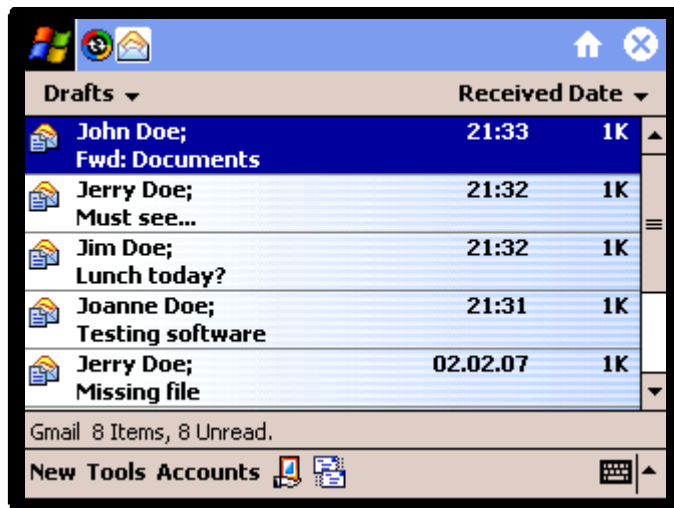 Drafts Received Date
John Doe; 21:33 1K
Fwd: Documents
Jerry Doe; 21:32 1K
Must see...
Jim Doe; 21:32 1K
Lunch today?
Joanne Doe; 21:31 1K
Testing software
Jerry Doe; 02.02.07 1K
Missing file
Gmail 8 Items, 8 Unread.
New Tools Accounts